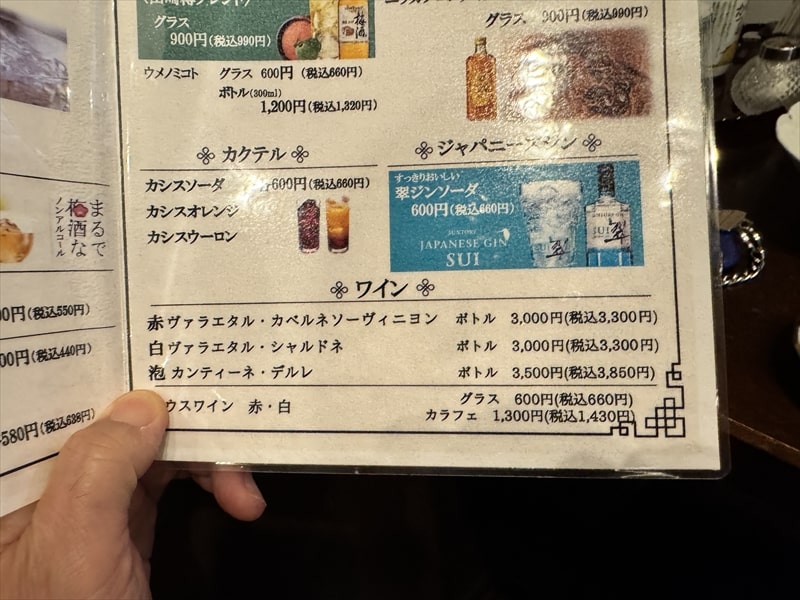 グラス
900円(税込990円)
梅酒
ウメノミコト グラス 600円(税込660円)
ボトル(300ml)
1,200円(税込1,320円)
グラス 900円(税込990円)
カクテル
カシスソーダ 600円(税込660円)
カシスオレンジ
カシスウーロン
すっきりおいしい
翠ジンソーダ
600円(税込660円)
SUNTORY
JAPANESE GIN
SUI
SUI
翠
ワイン
赤 ヴァラエタル・カベルネソーヴィニヨン ボトル 3,000円(税込3,300円)
白 ヴァラエタル・シャルドネ ボトル 3,000円(税込3,300円)
泡 カンティーネ・デルレ ボトル 3,500円(税込3,850円)
ウスワイン 赤・白 グラス 600円(税込660円)
カラフェ 1,300円(税込1,430円)
まるで
梅酒な
ノンアルコール
00円(税込550円)
00円(税込440円)
580円(税込638円)